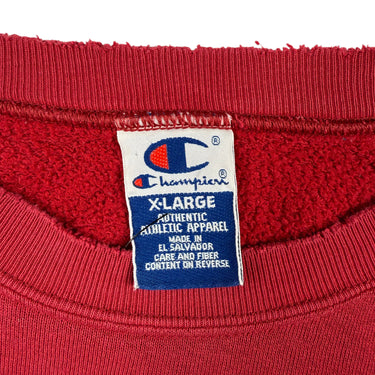 ®
Champion®
X-LARGE
AUTHENTIC
ATHLETIC APPAREL
MADE IN
EL SALVADOR
CARE AND FIBER
CONTENT ON REVERSE